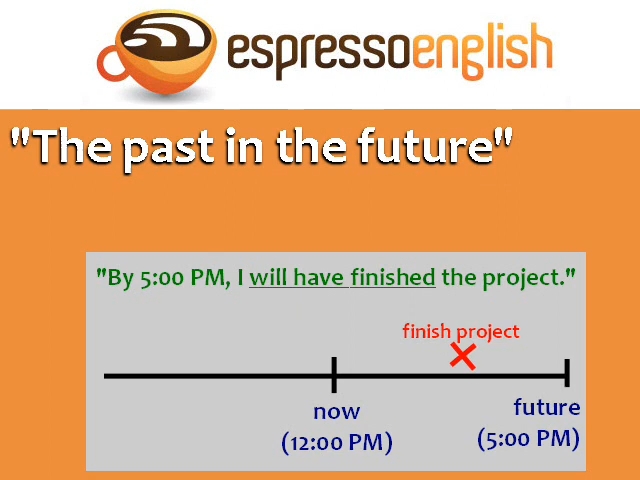 espressoenglish
"The past in the future"
"By 5:00 PM, I will have finished the project."
finish project
now
(12:00 PM)
future
(5:00 PM)